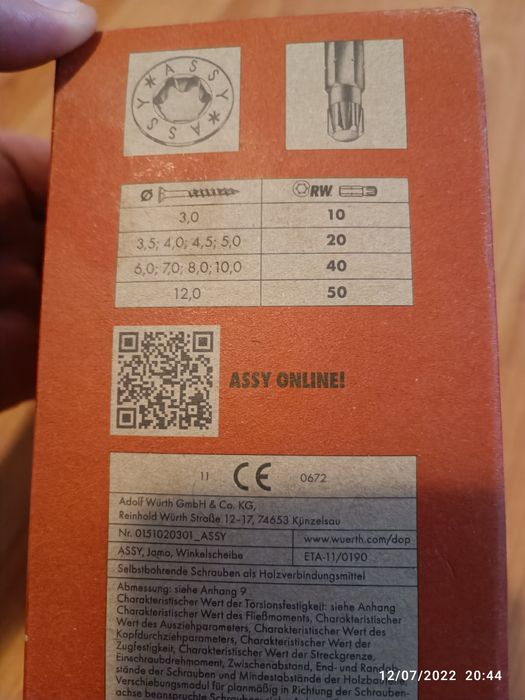 ASSY * ASSY *
Ø RW
3,0 10
3,5; 4,0; 4,5; 5,0 20
6,0; 7,0; 8,0; 10,0 40
12,0 50
ASSY ONLINE!
11 CE 0672
Adolf Würth GmbH & Co. KG,
Reinhold Würth Straße 12–17, 74653 Künzelsau
Nr. 0151020301_ASSY www.wuerth.com/dop
ASSY, Jamo, Winkelscheibe ETA-11/0190
Selbstbohrende Schrauben als Holzverbindungsmittel
Abmessung: siehe Anhang 9
Charakteristischer Wert der Torsionsfestigkeit: siehe Anhang
Charakteristischer Wert des Fließmoments, Charakteristischer
Wert des Ausziehparameters, Charakteristischer Wert des
Kopfdurchziehparameters, Charakteristischer Wert der
Zugfestigkeit, Charakteristischer Wert der Streckgrenze,
Einschraubdrehmoment, Zwischenabstand, End- und Randab-
stände der Schrauben und Mindestabstände der Holzba
Verschiebungsmodul für planmäßig in Richtung der Schrauben-
achse beanspruchte Schrauben
12/07/2022 20:44